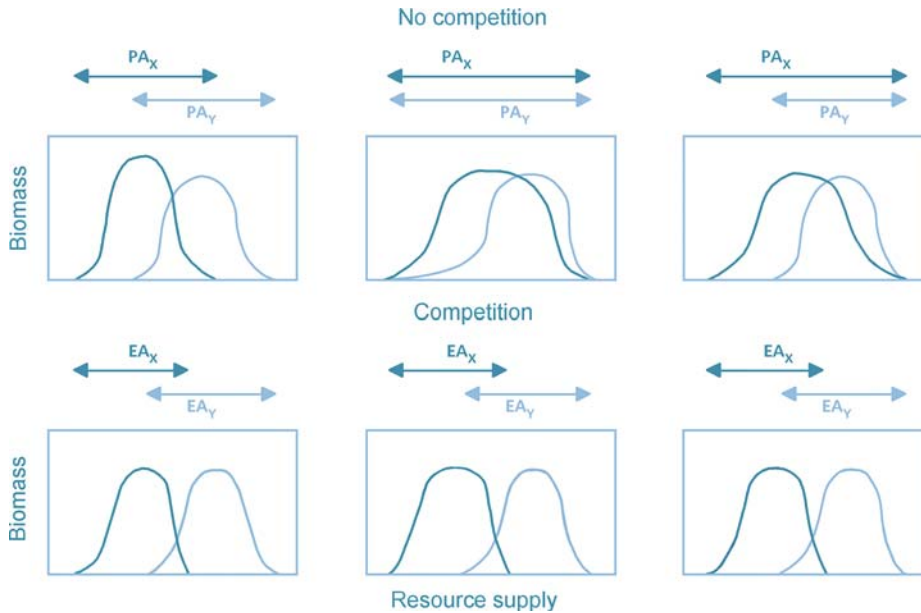 No competition
PAX PAX PAX
PAY PAY PAY
Biomass
Competition
EAX EAX EAX
EAY EAY EAY
Biomass
Resource supply